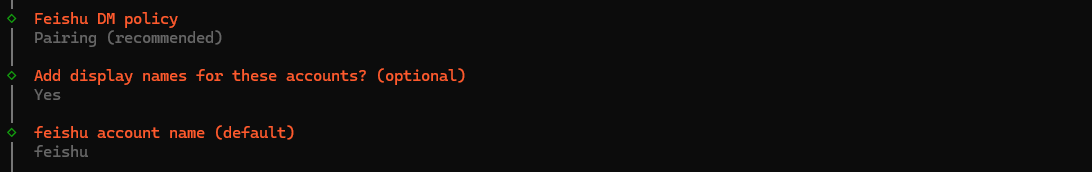 Feishu DM policy
Pairing (recommended)
Add display names for these accounts? (optional)
Yes
feishu account name (default)
feishu